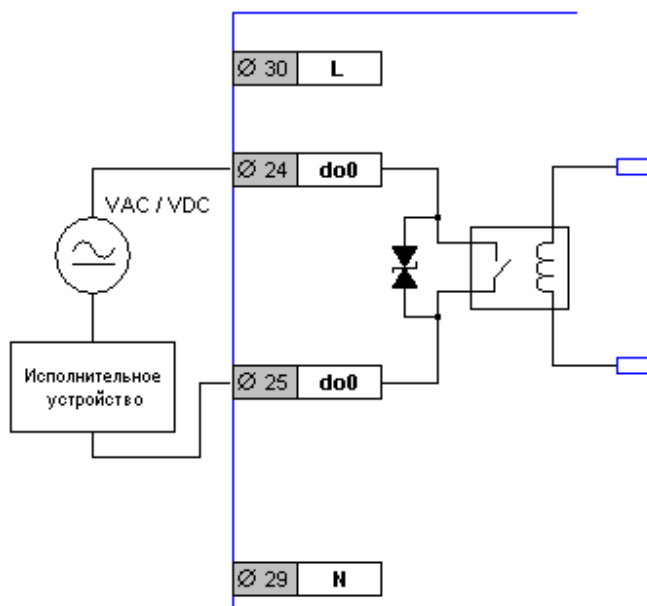 Ø 30 L
Ø 24 do0
VAC / VDC
Исполнительное
устройство
Ø 25 do0
Ø 29 N